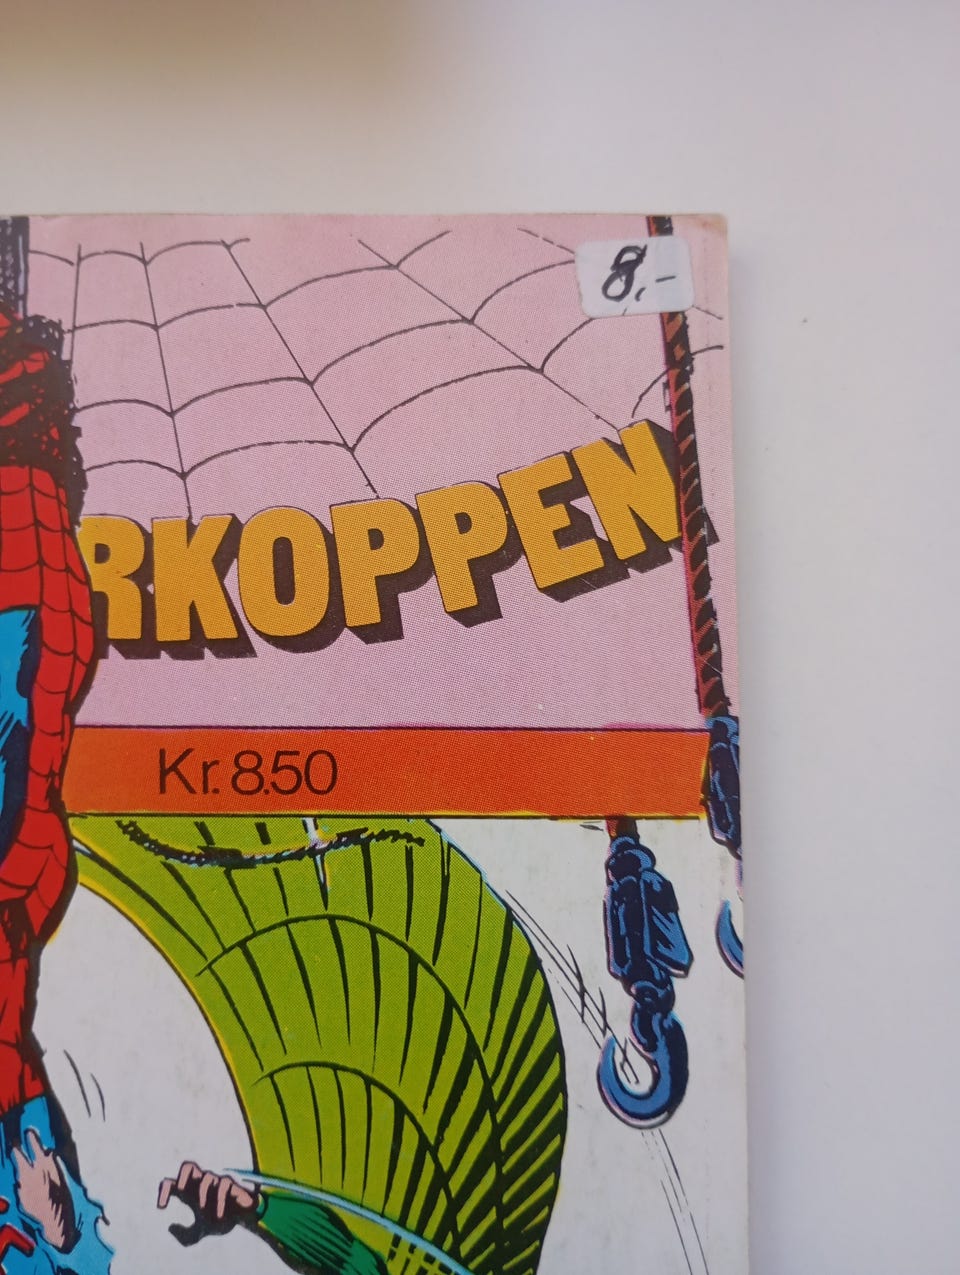 8,-
RKOPPEN
Kr. 8.50